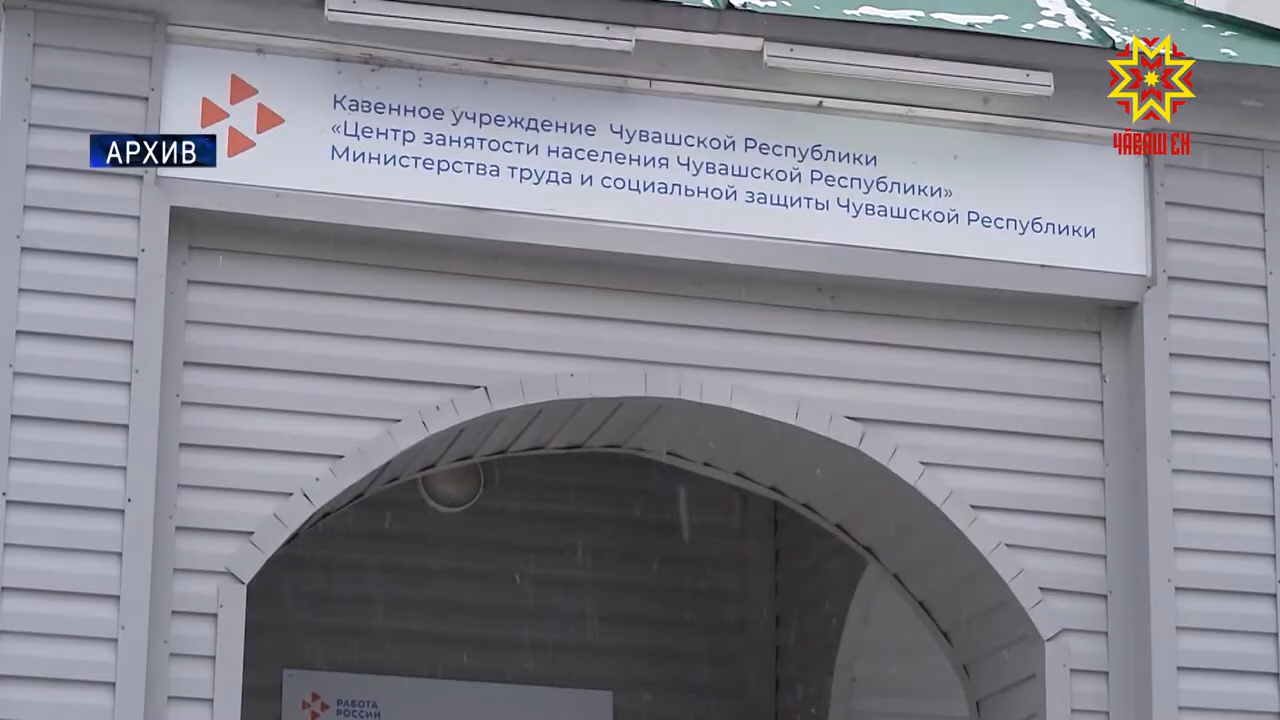 Кавенное учреждение Чувашской Республики
«Центр занятости населения Чувашской Республики»
Министерства труда и социальной защиты Чувашской Республики
АРХИВ
ЧӐВАШ ЕН
РАБОТА
РОССИИ